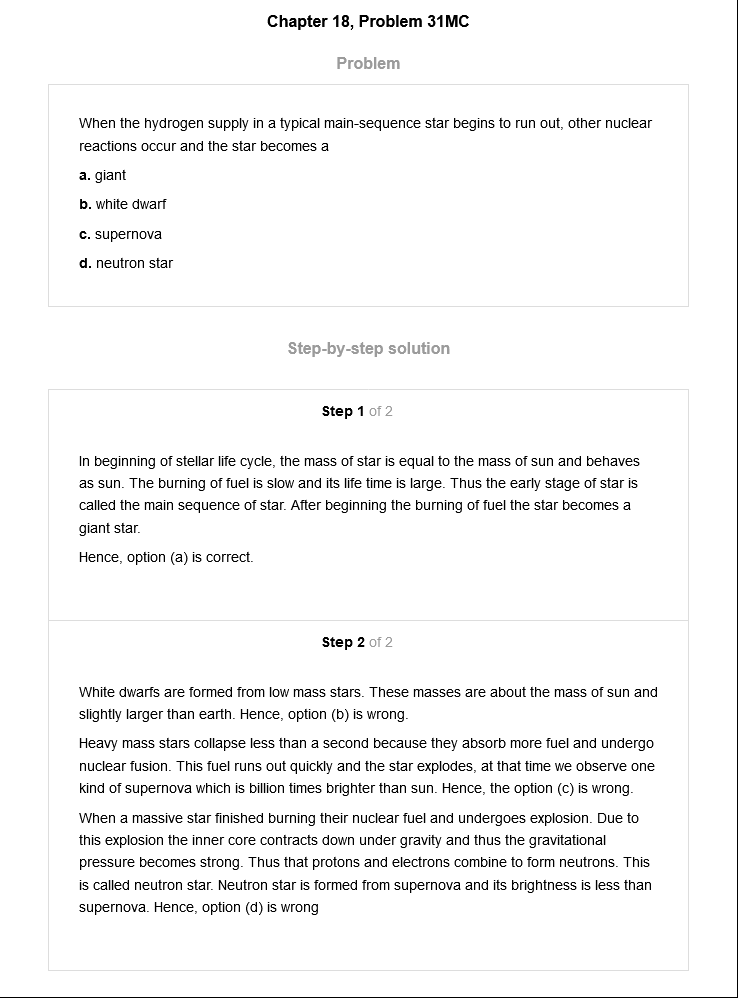 Chapter 18, Problem 31MC
Problem
When the hydrogen supply in a typical main-sequence star begins to run out, other nuclear
reactions occur and the star becomes a
a. giant
b. white dwarf
c. supernova
d. neutron star
Step-by-step solution
Step 1 of 2
In beginning of stellar life cycle, the mass of star is equal to the mass of sun and behaves
as sun. The burning of fuel is slow and its life time is large. Thus the early stage of star is
called the main sequence of star. After beginning the burning of fuel the star becomes a
giant star.
Hence, option (a) is correct.
Step 2 of 2
White dwarfs are formed from low mass stars. These masses are about the mass of sun and
slightly larger than earth. Hence, option (b) is wrong.
Heavy mass stars collapse less than a second because they absorb more fuel and undergo
nuclear fusion. This fuel runs out quickly and the star explodes, at that time we observe one
kind of supernova which is billion times brighter than sun. Hence, the option (c) is wrong.
When a massive star finished burning their nuclear fuel and undergoes explosion. Due to
this explosion the inner core contracts down under gravity and thus the gravitational
pressure becomes strong. Thus that protons and electrons combine to form neutrons. This
is called neutron star. Neutron star is formed from supernova and its brightness is less than
supernova. Hence, option (d) is wrong